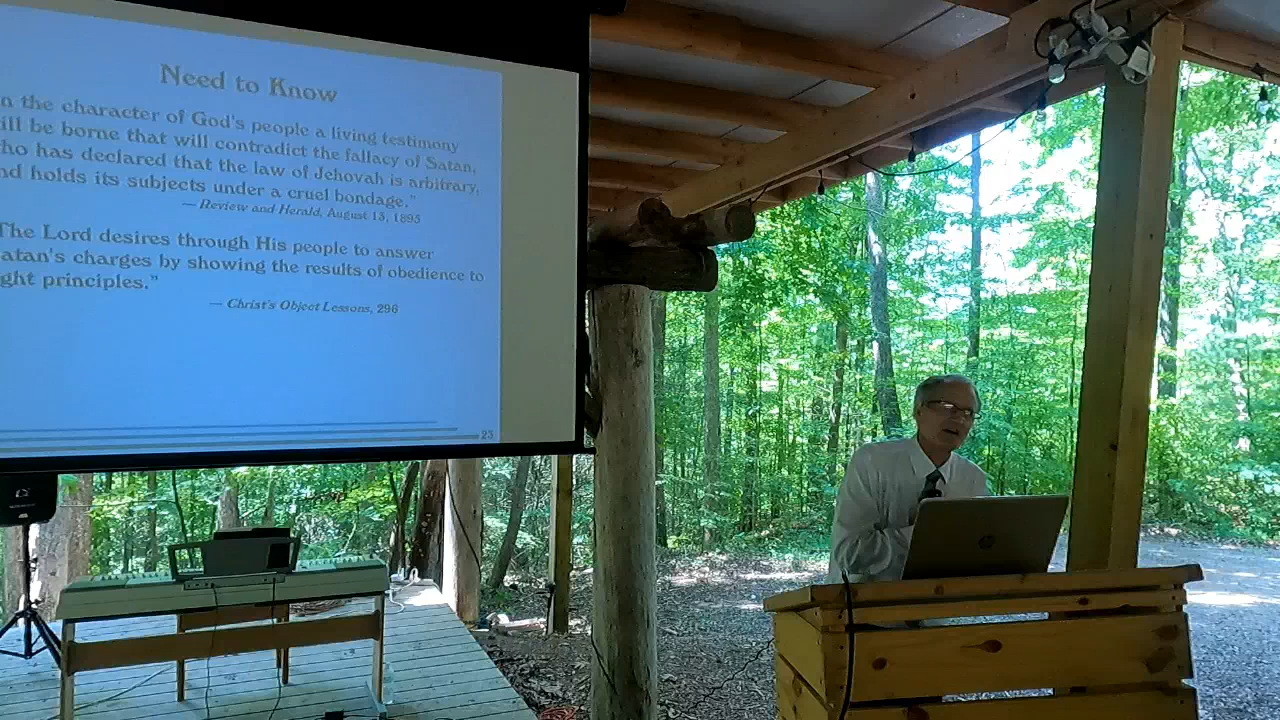 Need to Know
n the character of God's people a living testimony
ill be borne that will contradict the fallacy of Satan,
ho has declared that the law of Jehovah is arbitrary,
nd holds its subjects under a cruel bondage."
— Review and Herald, August 13, 1895
The Lord desires through His people to answer
atan's charges by showing the results of obedience to
ght principles."
— Christ's Object Lessons, 296
23
hp